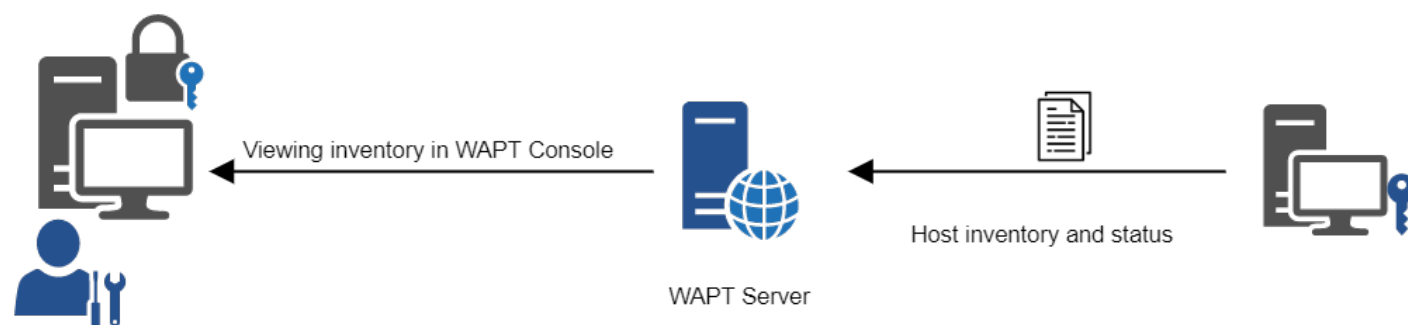 Viewing inventory in WAPT Console
Host inventory and status
WAPT Server